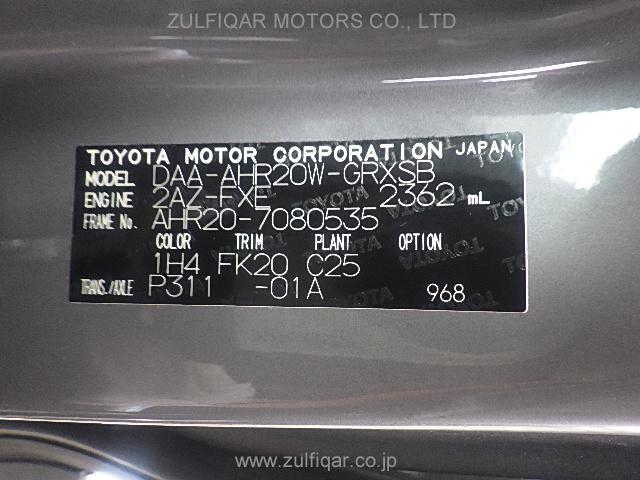 ZULFIQAR MOTORS CO.,LTD
TOYOTA MOTOR CORPORATION JAPAN
MODEL DAA-AHR20W-GRXSB
ENGINE 2AZ-FXE 2362 mL
FRAME No. AHR20-7080535
COLOR TRIM PLANT OPTION
1H4 FK20 C25
TRANS./AXLE P311 -01A 968
www.zulfiqar.co.jp